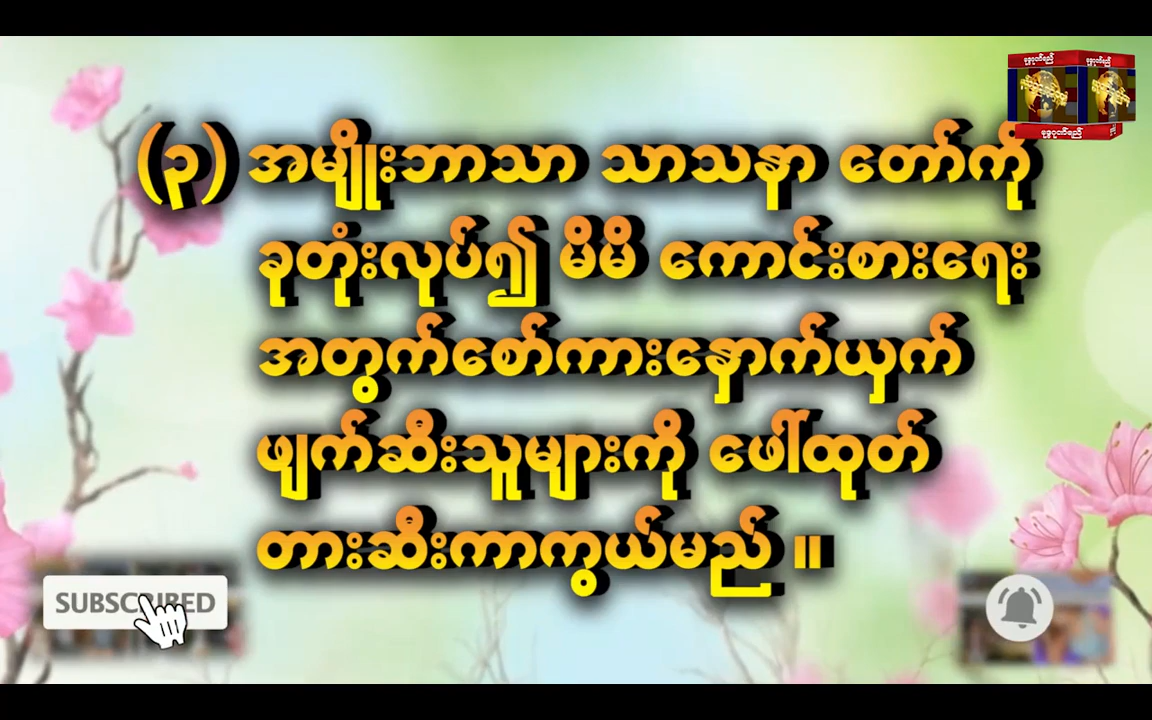 (၃) အမျိုးဘာသာ သာသနာ တော်ကို
ခုတုံးလုပ်၍ မိမိ ကောင်းစားရေး
အတွက်စော်ကားနှောက်ယှက်
ဖျက်ဆီးသူများကို ဖေါ်ထုတ်
တားဆီးကာကွယ်မည် ။
SUBSCRIBED